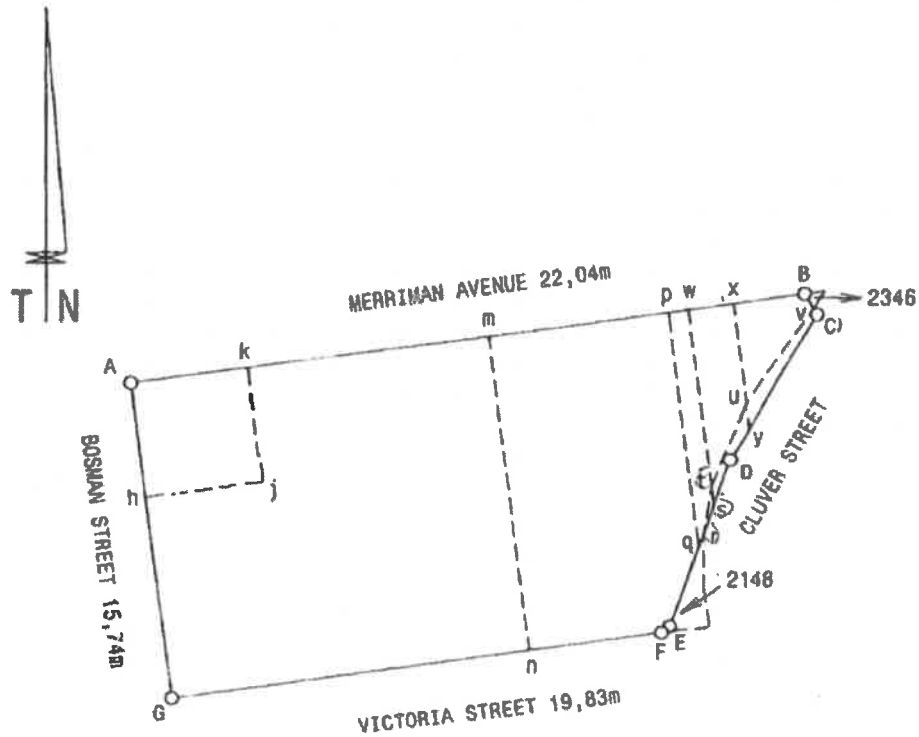 T N
MERRIMAN AVENUE 22,04m
A
k
m
p
w
x
B
2346
v
C
BOSMAN STREET 15,74m
h
j
u
y
D
CLUVER STREET
q
2148
G
n
F
E
VICTORIA STREET 19,83m